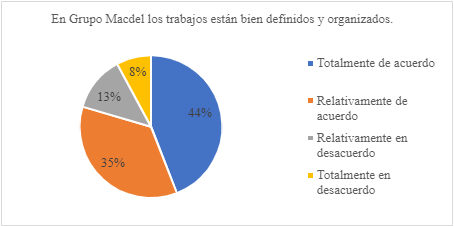 En Grupo Macdel los trabajos están bien definidos y organizados.
8%
13%
44%
35%
Totalmente de acuerdo
Relativamente de
acuerdo
Relativamente en
desacuerdo
Totalmente en
desacuerdo